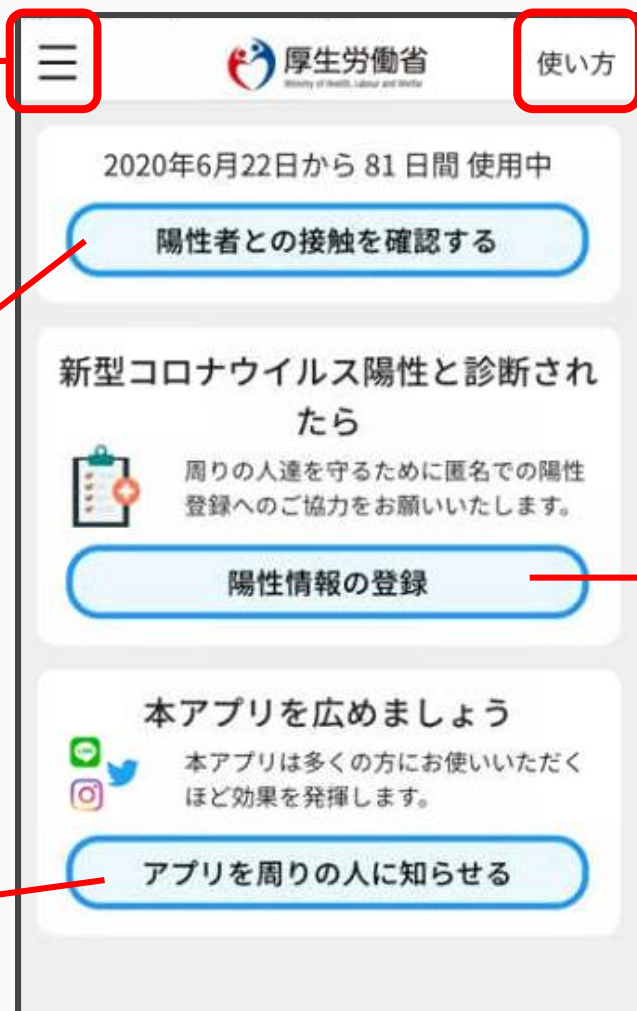 厚生労働省
Ministry of Health, Labour and Welfare
使い方
2020年6月22日から 81 日間 使用中
陽性者との接触を確認する
新型コロナウイルス陽性と診断され
たら
周りの人達を守るために匿名での陽性
登録へのご協力をお願いいたします。
陽性情報の登録
本アプリを広めましょう
LINE
本アプリは多くの方にお使いいただく
ほど効果を発揮します。
アプリを周りの人に知らせる